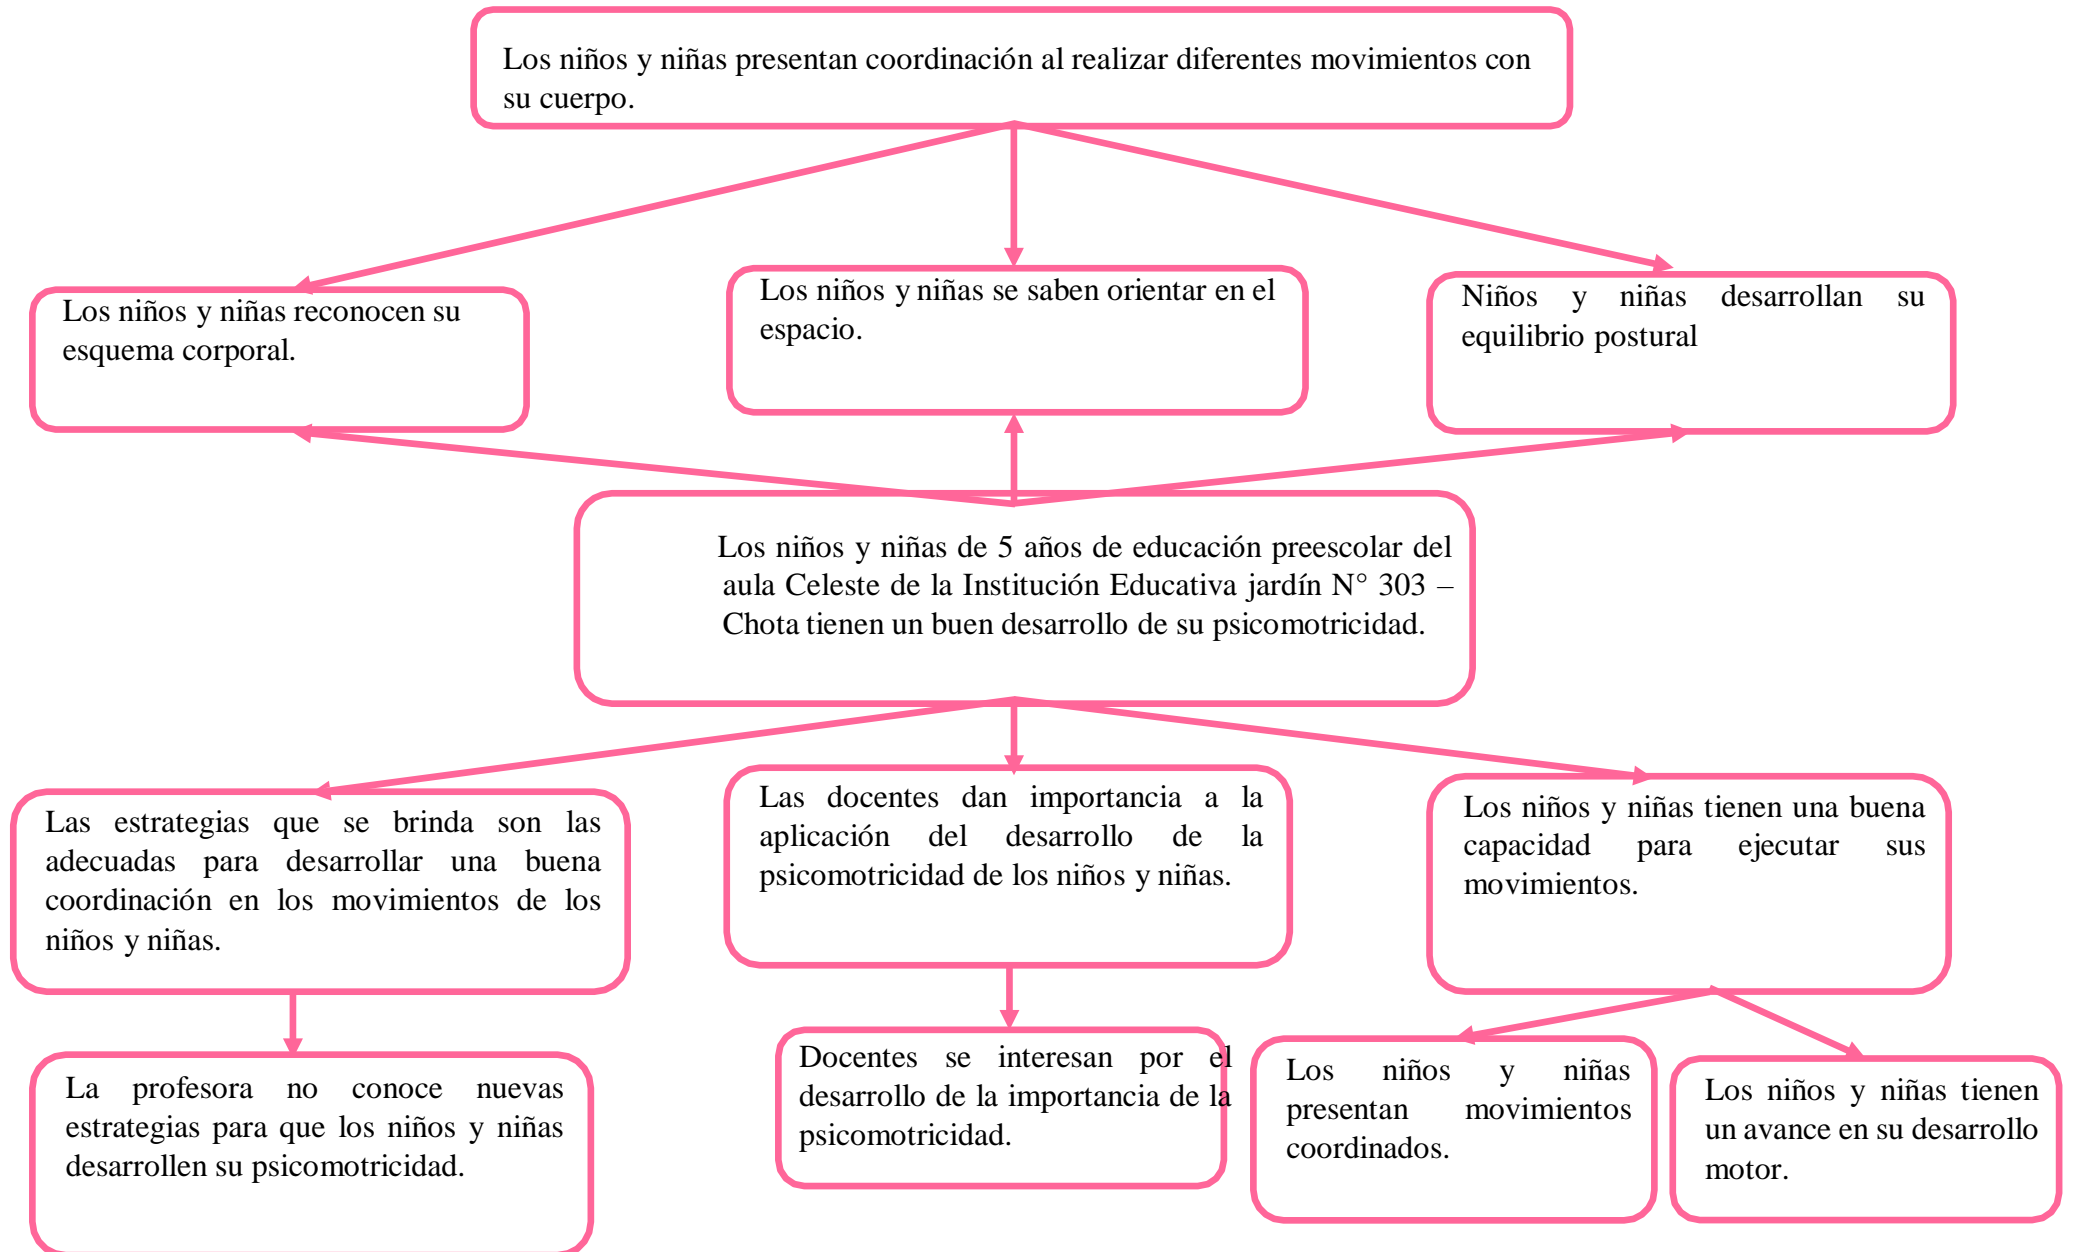 Los niños y niñas presentan coordinación al realizar diferentes movimientos con
su cuerpo.
Los niños y niñas reconocen su
esquema corporal.
Los niños y niñas se saben orientar en el
espacio.
Niños y niñas desarrollan su
equilibrio postural
Los niños y niñas de 5 años de educación preescolar del
aula Celeste de la Institución Educativa jardín N° 303 –
Chota tienen un buen desarrollo de su psicomotricidad.
Las estrategias que se brinda son las
adecuadas para desarrollar una buena
coordinación en los movimientos de los
niños y niñas.
Las docentes dan importancia a la
aplicación del desarrollo de la
psicomotricidad de los niños y niñas.
Los niños y niñas tienen una buena
capacidad para ejecutar sus
movimientos.
La profesora no conoce nuevas
estrategias para que los niños y niñas
desarrollen su psicomotricidad.
Docentes se interesan por el
desarrollo de la importancia de la
psicomotricidad.
Los niños y niñas
presentan movimientos
coordinados.
Los niños y niñas tienen
un avance en su desarrollo
motor.